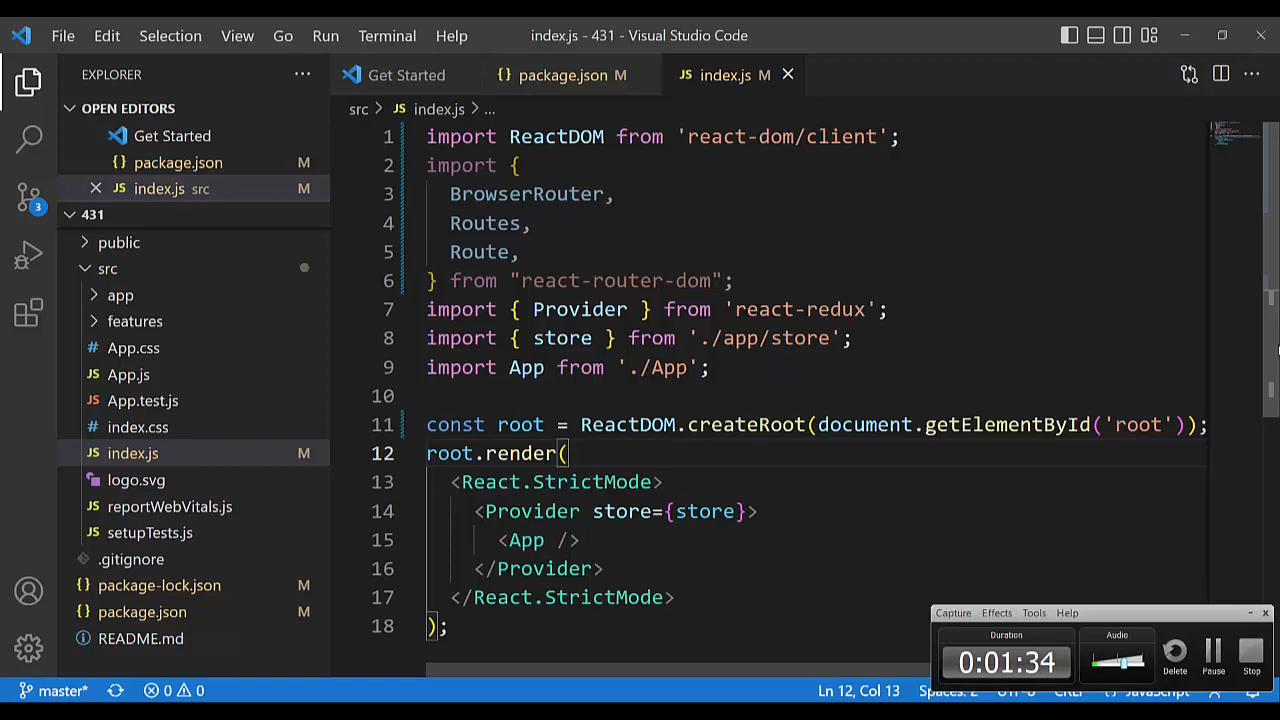 File Edit Selection View Go Run Terminal Help index.js - 431 - Visual Studio Code
EXPLORER
OPEN EDITORS
Get Started
package.json M
index.js src M
431
public
src
app
features
App.css
App.js
App.test.js
index.css
index.js
logo.svg
reportWebVitals.js
setupTests.js
.gitignore
package-lock.json M
package.json M
README.md
3
Get Started package.json M index.js M
src > index.js > ...
1 import ReactDOM from 'react-dom/client';
2 import {
3 BrowserRouter,
4 Routes,
5 Route,
6 } from "react-router-dom";
7 import { Provider } from 'react-redux';
8 import { store } from './app/store';
9 import App from './App';
10
11 const root = ReactDOM.createRoot(document.getElementById('root'));
12 root.render(
13 <React.StrictMode>
14 <Provider store={store}>
15 <App />
16 </Provider>
17 </React.StrictMode>
18 );
Capture Effects Tools Help
Duration Audio
0:01:34
Delete Pause Stop
master* 0 0 Ln 12, Col 13